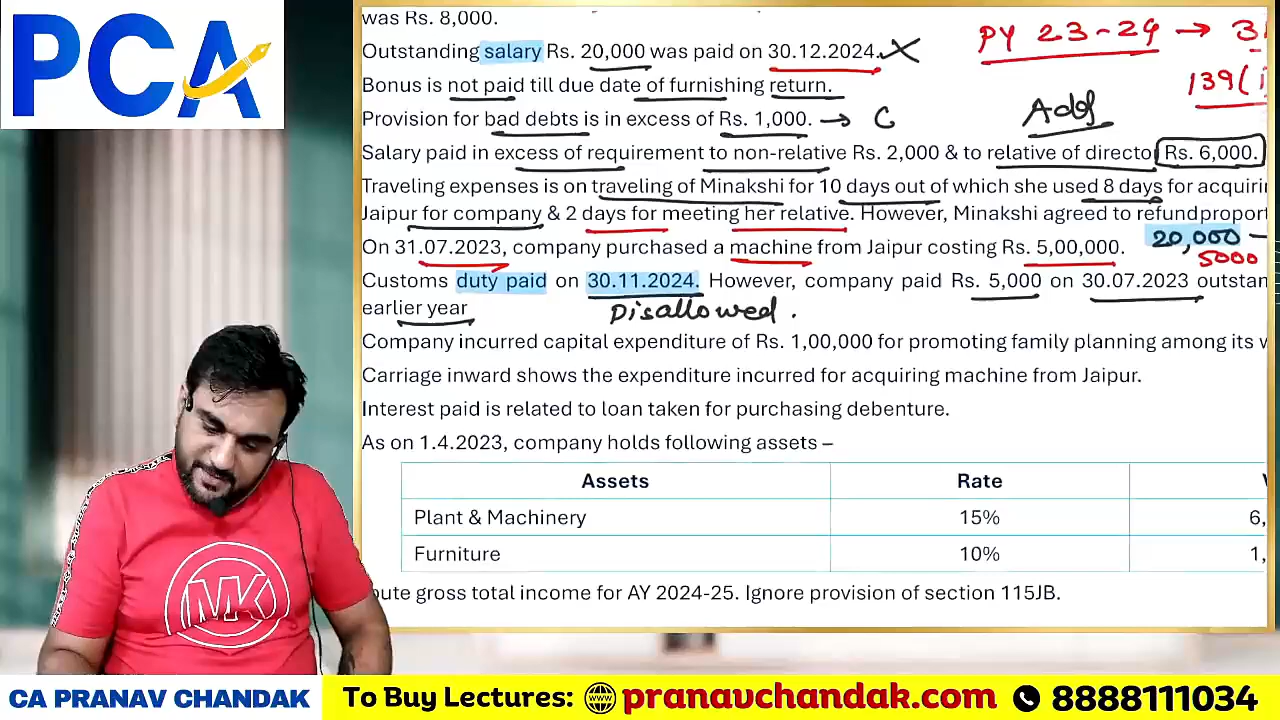 PCA
was Rs. 8,000.
PY 23-24 → 3
Outstanding salary Rs. 20,000 was paid on 30.12.2024. X
139(
Bonus is not paid till due date of furnishing return.
Provision for bad debts is in excess of Rs. 1,000. → C
Salary paid in excess of requirement to non-relative Rs. 2,000 & to relative of directo Rs. 6,000.
Traveling expenses is on traveling of Minakshi for 10 days out of which she used 8 days for acquiri
Jaipur for company & 2 days for meeting her relative. However, Minakshi agreed to refundproport
20,000
On 31.07.2023, company purchased a machine from Jaipur costing Rs. 5,00,000.
5000
Customs duty paid on 30.11.2024. However, company paid Rs. 5,000 on 30.07.2023 outstan
earlier year
Disallowed.
Company incurred capital expenditure of Rs. 1,00,000 for promoting family planning among its w
Carriage inward shows the expenditure incurred for acquiring machine from Jaipur.
Interest paid is related to loan taken for purchasing debenture.
As on 1.4.2023, company holds following assets –
Assets Rate
Plant & Machinery 15% 6,
Furniture 10% 1,
pute gross total income for AY 2024-25. Ignore provision of section 115JB.
MK
CA PRANAV CHANDAK To Buy Lectures: pranavchandak.com 8888111034